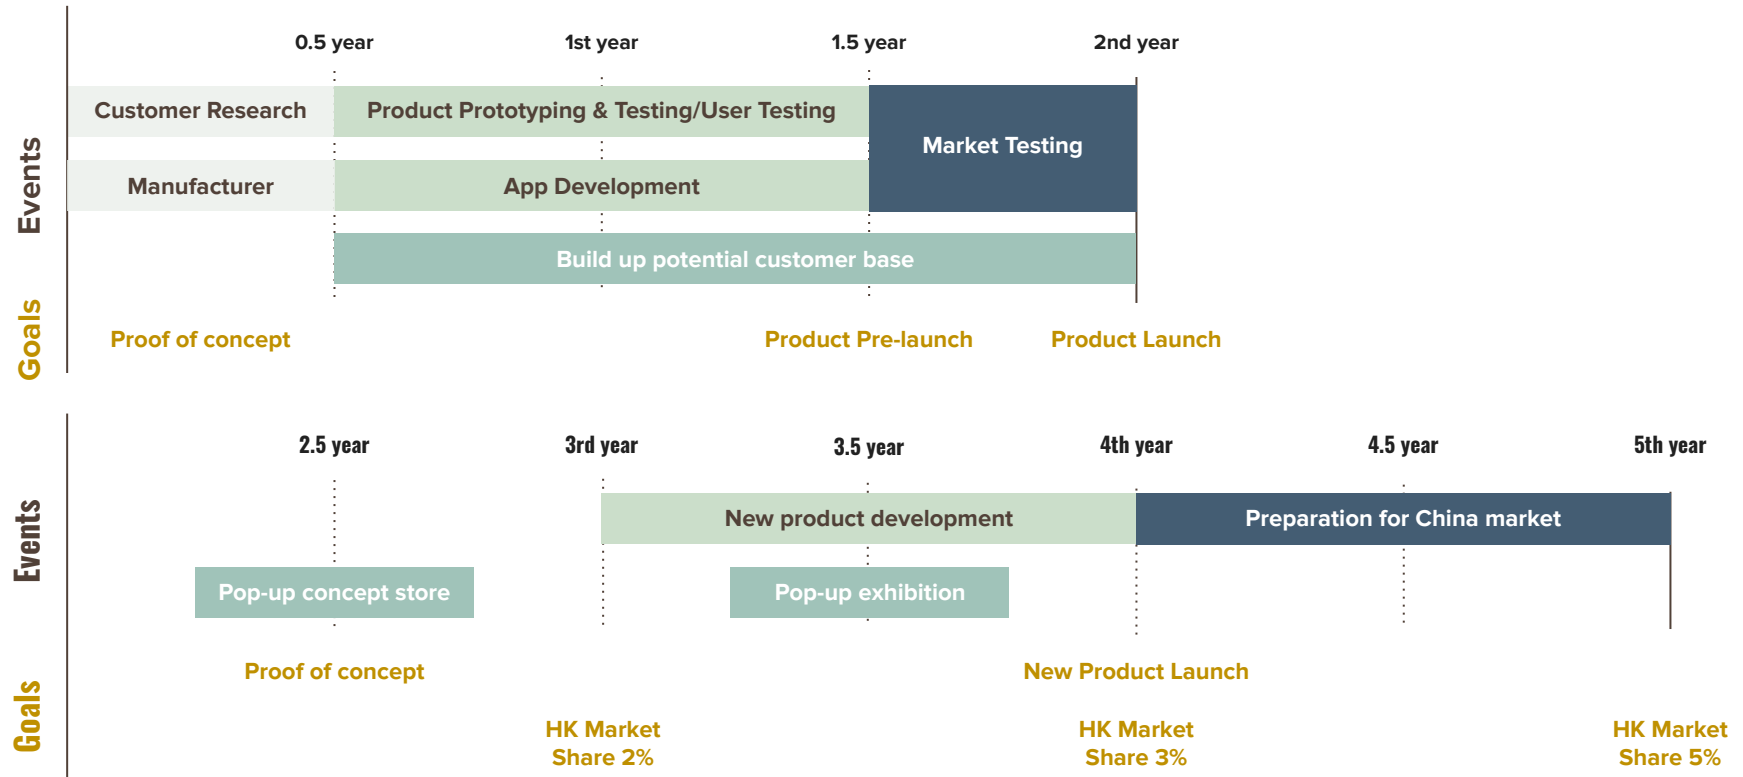 0.5 year
1st year
1.5 year
2nd year
Events
Customer Research
Product Prototyping & Testing/User Testing
Market Testing
Manufacturer
App Development
Build up potential customer base
Goals
Proof of concept
Product Pre-launch
Product Launch
2.5 year
3rd year
3.5 year
4th year
4.5 year
5th year
Events
New product development
Preparation for China market
Pop-up concept store
Pop-up exhibition
Goals
Proof of concept
New Product Launch
HK Market
Share 2%
HK Market
Share 3%
HK Market
Share 5%